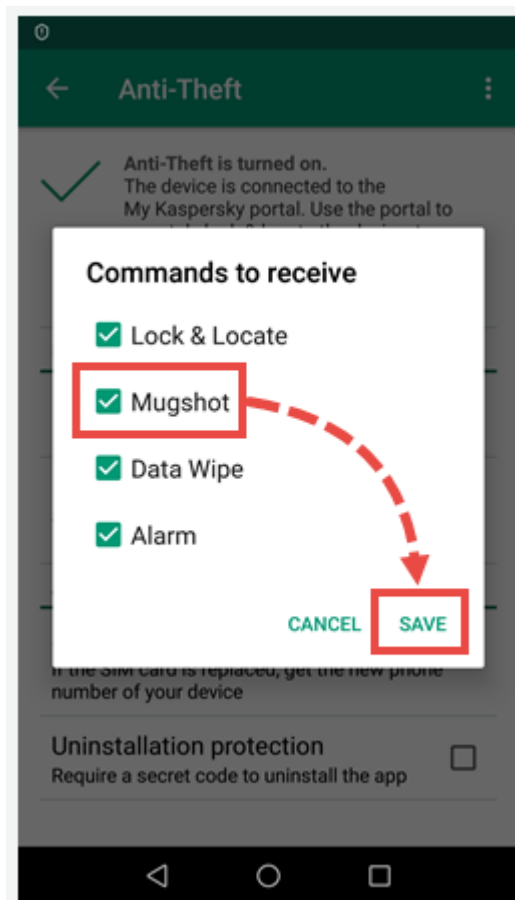 Anti-Theft
Anti-Theft is turned on.
The device is connected to the
My Kaspersky portal. Use the portal to
Commands to receive
Lock & Locate
Mugshot
Data Wipe
Alarm
CANCEL SAVE
If the SIM card is replaced, get the new phone
number of your device
Uninstallation protection
Require a secret code to uninstall the app